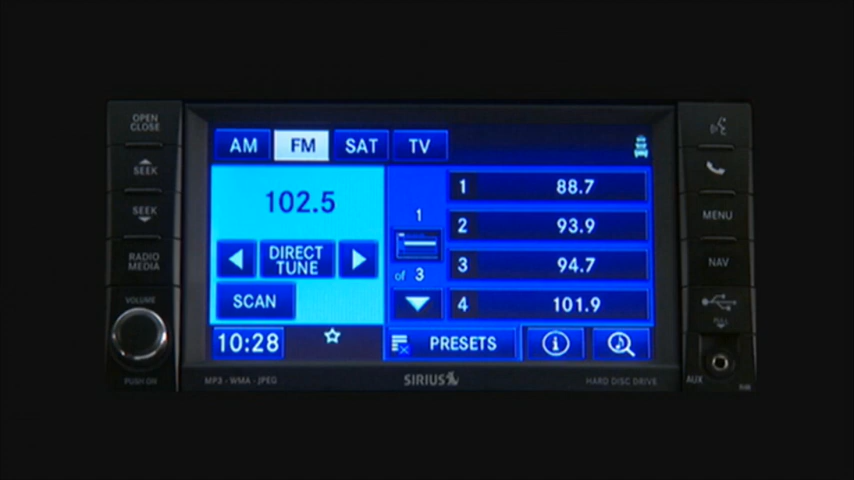 OPEN
CLOSE
SEEK
SEEK
RADIO
MEDIA
VOLUME
PUSH ON
AM FM SAT TV
102.5
DIRECT
TUNE
SCAN
10:28
1
of 3
1 88.7
2 93.9
3 94.7
4 101.9
PRESETS
i
MENU
NAV
PULL
AUX
MP3 - WMA - JPEG
SIRIUS
HARD DISC DRIVE